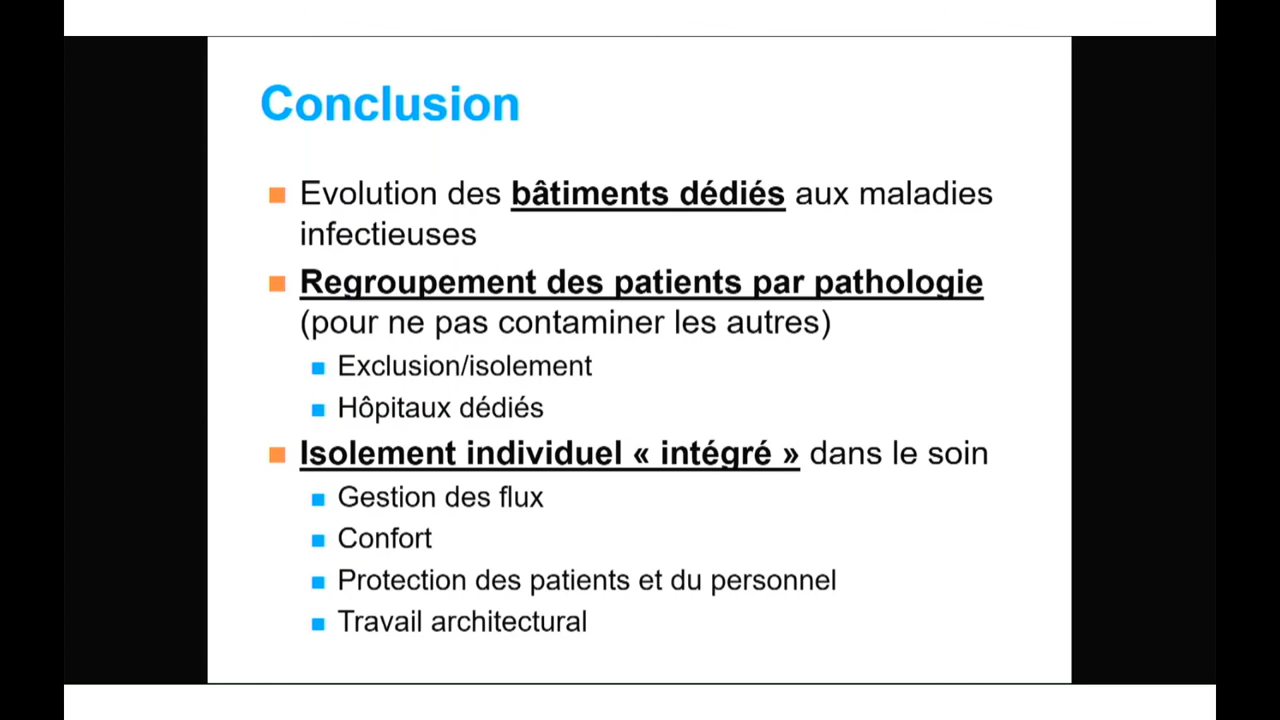 Conclusion
Evolution des bâtiments dédiés aux maladies
infectieuses
Regroupement des patients par pathologie
(pour ne pas contaminer les autres)
Exclusion/isolement
Hôpitaux dédiés
Isolement individuel « intégré » dans le soin
Gestion des flux
Confort
Protection des patients et du personnel
Travail architectural